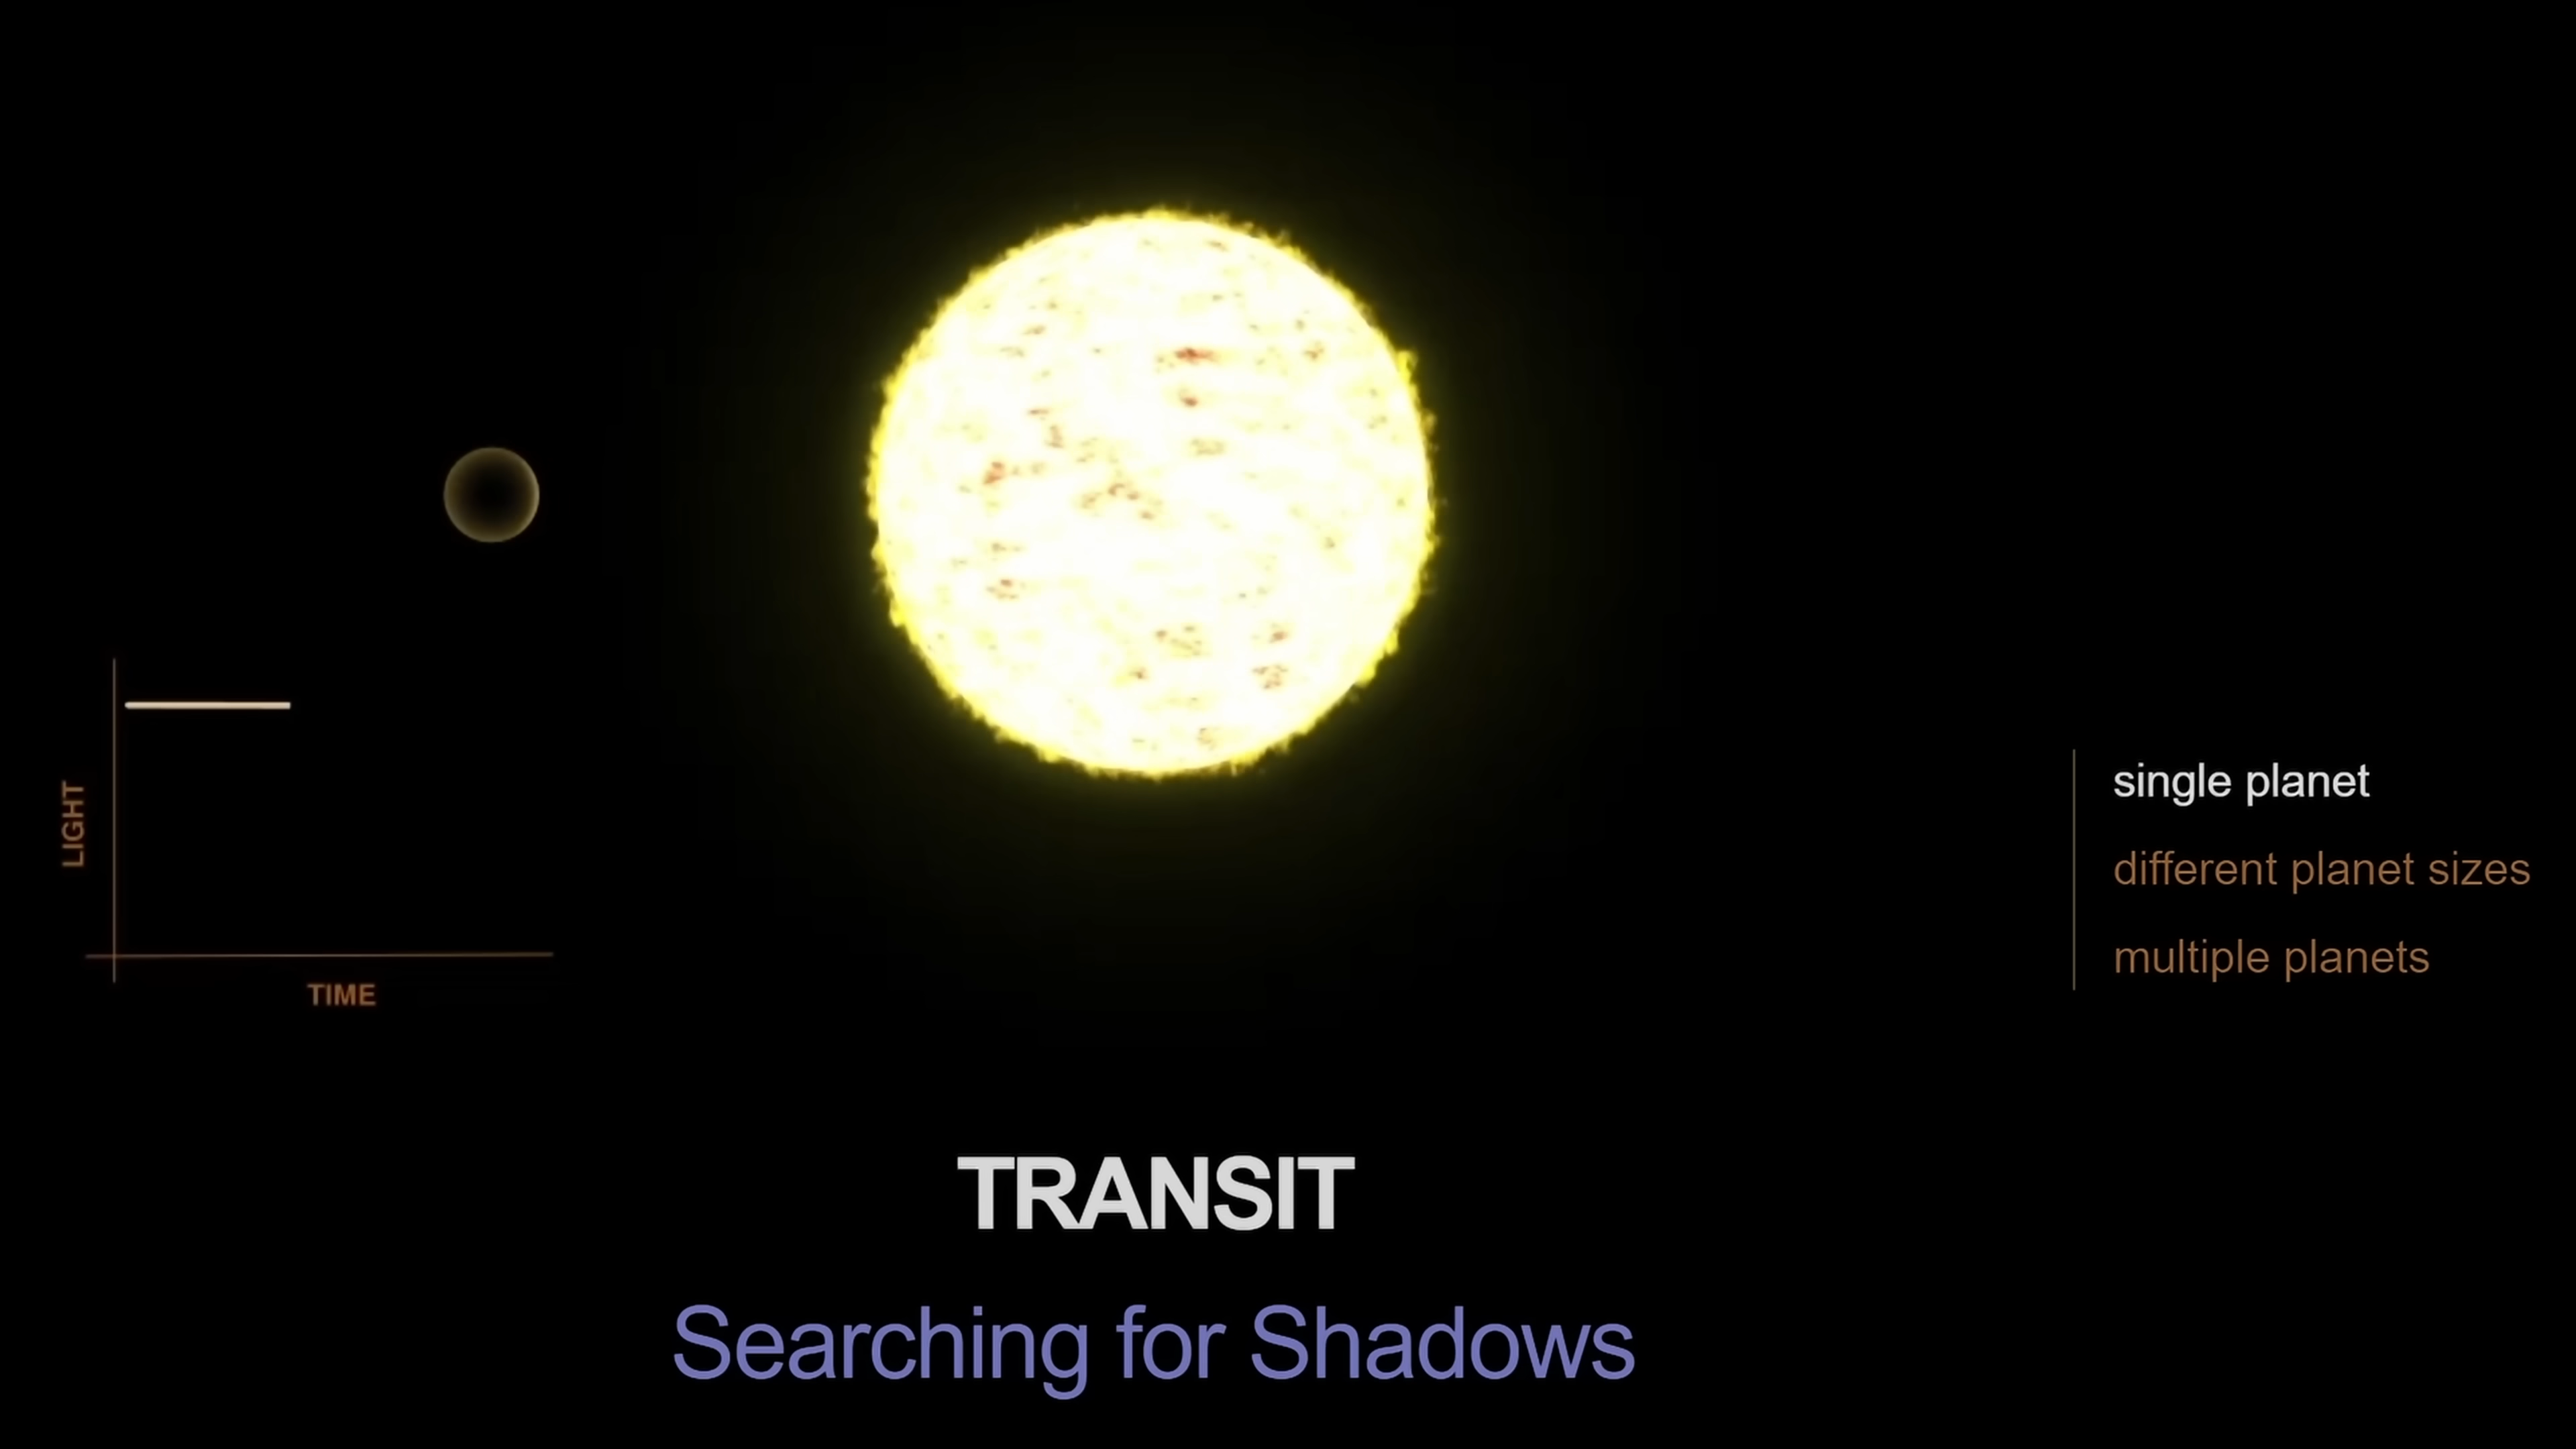 LIGHT
TIME
single planet
different planet sizes
multiple planets
TRANSIT
Searching for Shadows